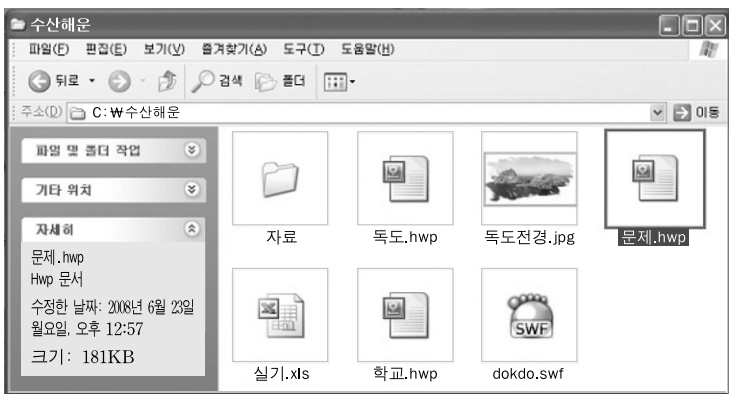 수산해운
파일(F) 편집(E) 보기(V) 즐겨찾기(A) 도구(T) 도움말(H)
뒤로 검색 폴더
주소(D) C:₩수산해운 이동
파일 및 폴더 작업
기타 위치
자세히
문제.hwp
Hwp 문서
수정한 날짜: 2008년 6월 23일
월요일, 오후 12:57
크기: 181KB
자료 독도.hwp 독도전경.jpg 문제.hwp
SWF
실기.xls 학교.hwp dokdo.swf